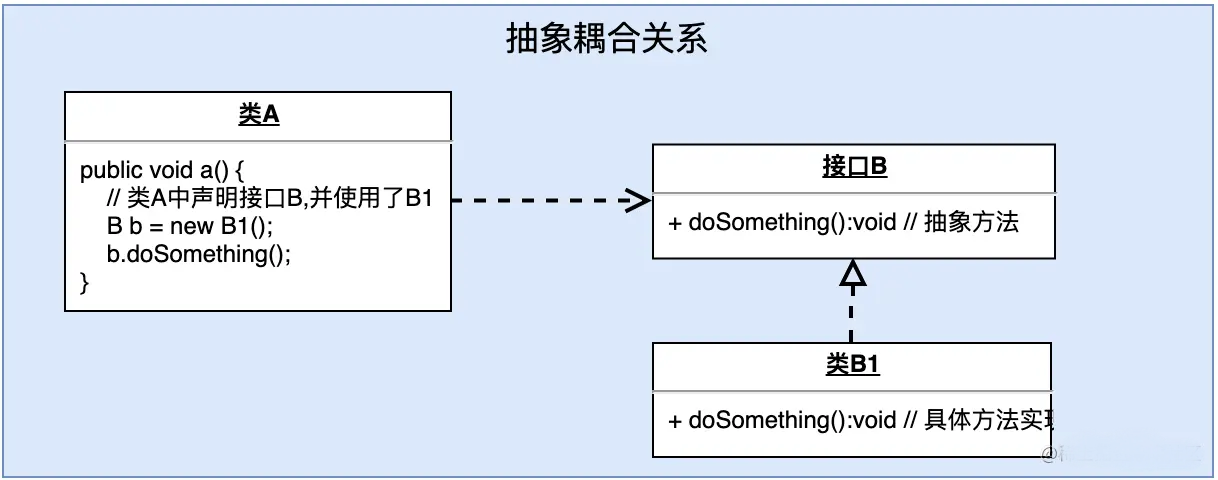 抽象耦合关系
类A
public void a() {
// 类A中声明接口B,并使用了B1
B b = new B1();
b.doSomething();
}
接口B
+ doSomething():void // 抽象方法
类B1
+ doSomething():void // 具体方法实现